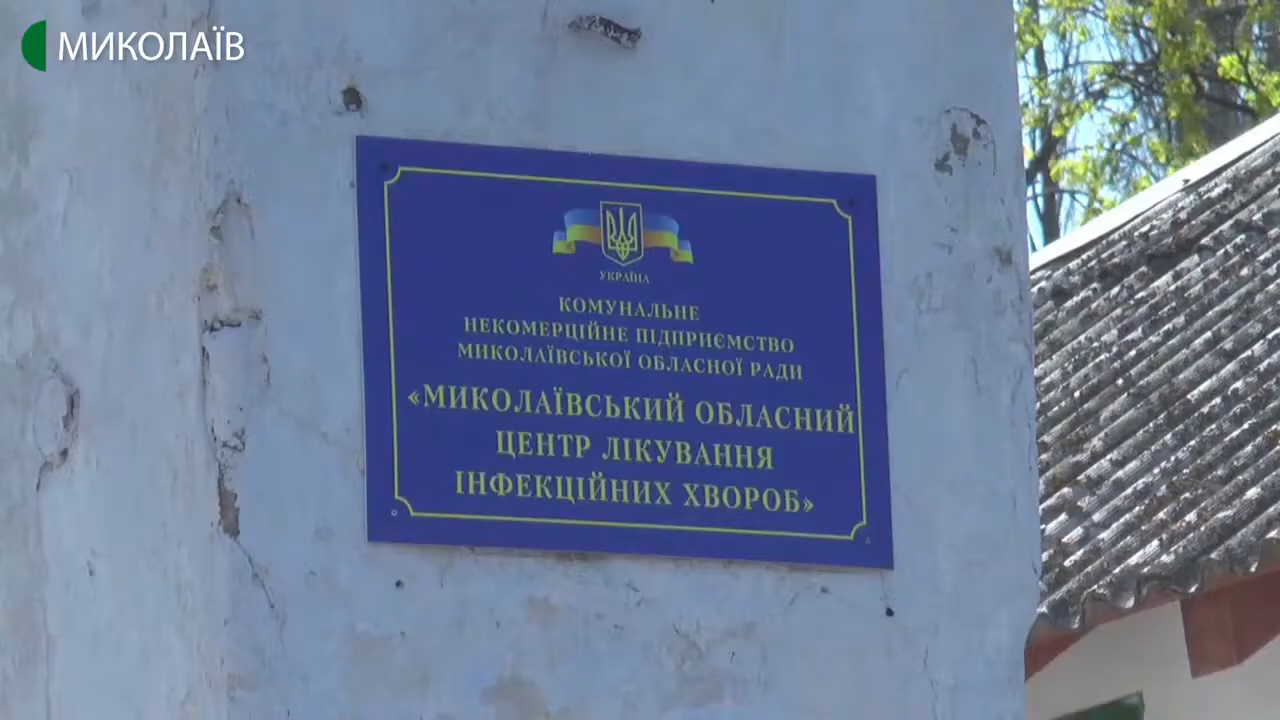 МИКОЛАЇВ
УКРАЇНА
КОМУНАЛЬНЕ
НЕКОМЕРЦІЙНЕ ПІДПРИЄМСТВО
МИКОЛАЇВСЬКОЇ ОБЛАСНОЇ РАДИ
«МИКОЛАЇВСЬКИЙ ОБЛАСНИЙ
ЦЕНТР ЛІКУВАННЯ
ІНФЕКЦІЙНИХ ХВОРОБ»